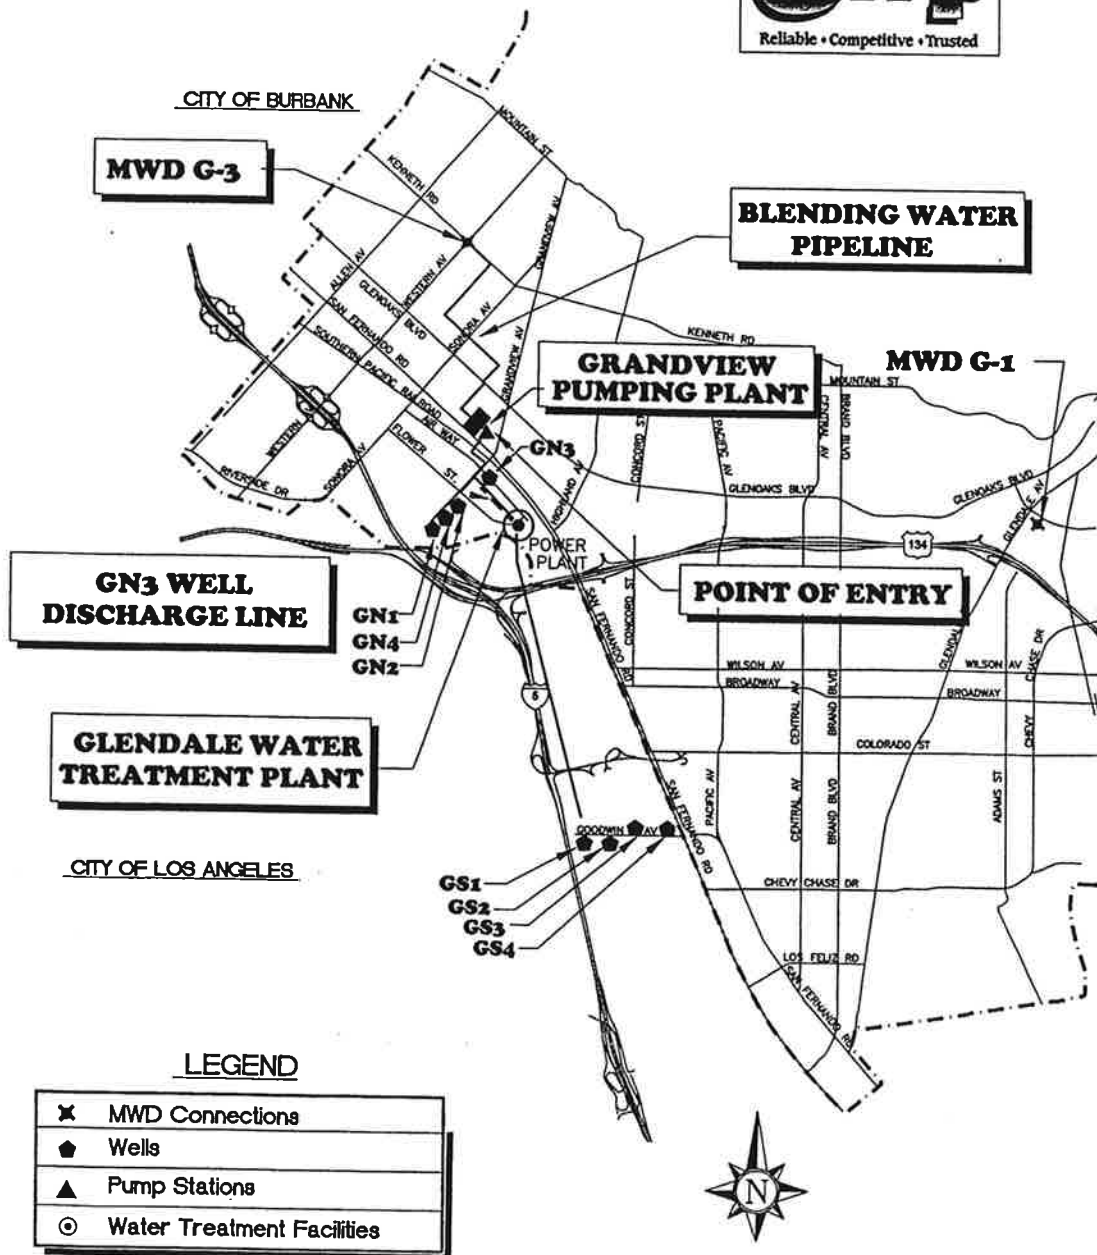 Reliable • Competitive • Trusted
CITY OF BURBANK
MWD G-3
MOUNTAIN ST
KENNETH RD
GRANDVIEW AV
BLENDING WATER
PIPELINE
ALLEN AV
GLENOAKS BLVD
WESTERN AV
SAN FERNANDO RD
SONORA AV
SOUTHERN PACIFIC RAILROAD
GRANDVIEW AV
KENNETH RD
GRANDVIEW
PUMPING PLANT
MWD G-1
MOUNTAIN ST
AIR WAY
FLOWER ST.
WESTERN
SONORA AV
RIVERSIDE DR
GN3
HIGHLAND AV
CONCORD ST
PACIFIC AV
CENTRAL AV
BRAND BLVD
GLENOAKS BLVD
GLENOAKS BLVD
GLENDALE AV
POWER
PLANT
134
GN3 WELL
DISCHARGE LINE
POINT OF ENTRY
GN1
GN4
GN2
SAN FERNANDO RD
CONCORD ST
WILSON AV
WILSON AV
BROADWAY
BROADWAY
CHEVY CHASE DR
5
CENTRAL AV
BRAND BLVD
COLORADO ST
GLENDALE WATER
TREATMENT PLANT
PACIFIC AV
SAN FERNANDO RD
CENTRAL AV
BRAND BLVD
ADAMS ST
GOODWIN AV
CITY OF LOS ANGELES
GS1
GS2
GS3
GS4
CHEVY CHASE DR
LOS FELIZ RD
SAN FERNANDO RD
LEGEND
MWD Connections
Wells
Pump Stations
Water Treatment Facilities
N